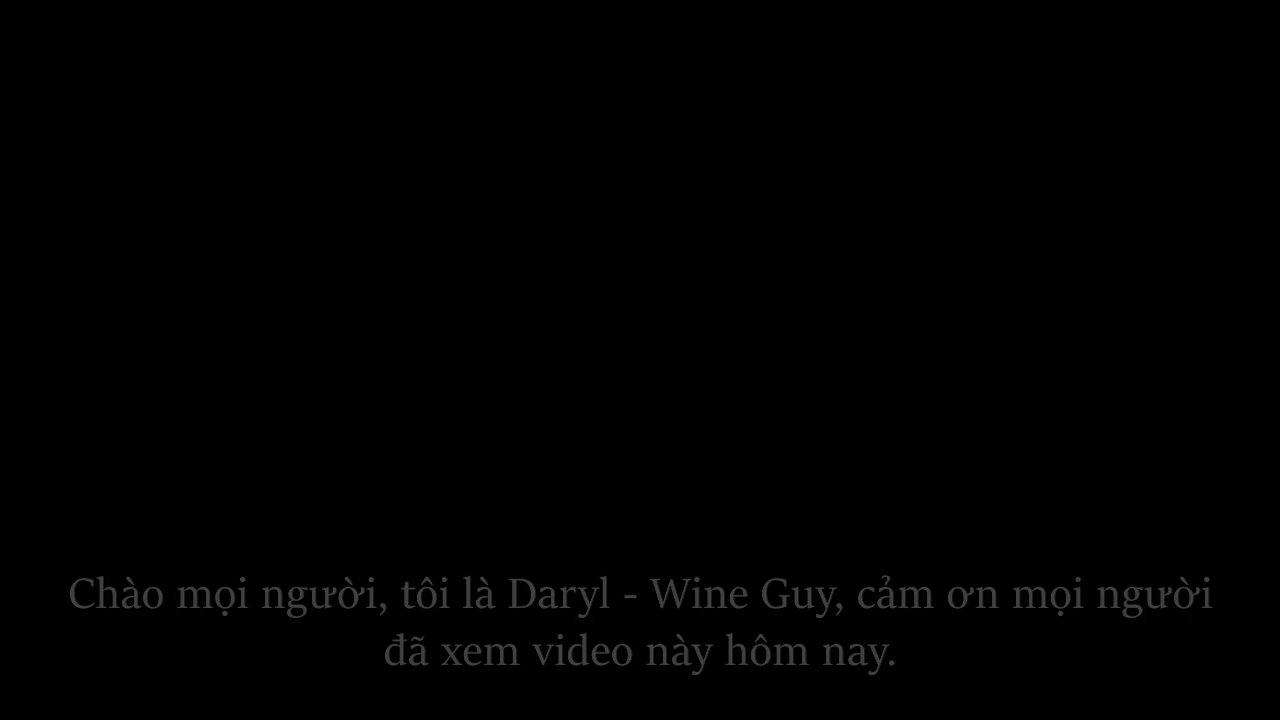 Chào mọi người, tôi là Daryl - Wine Guy, cảm ơn mọi người
đã xem video này hôm nay.